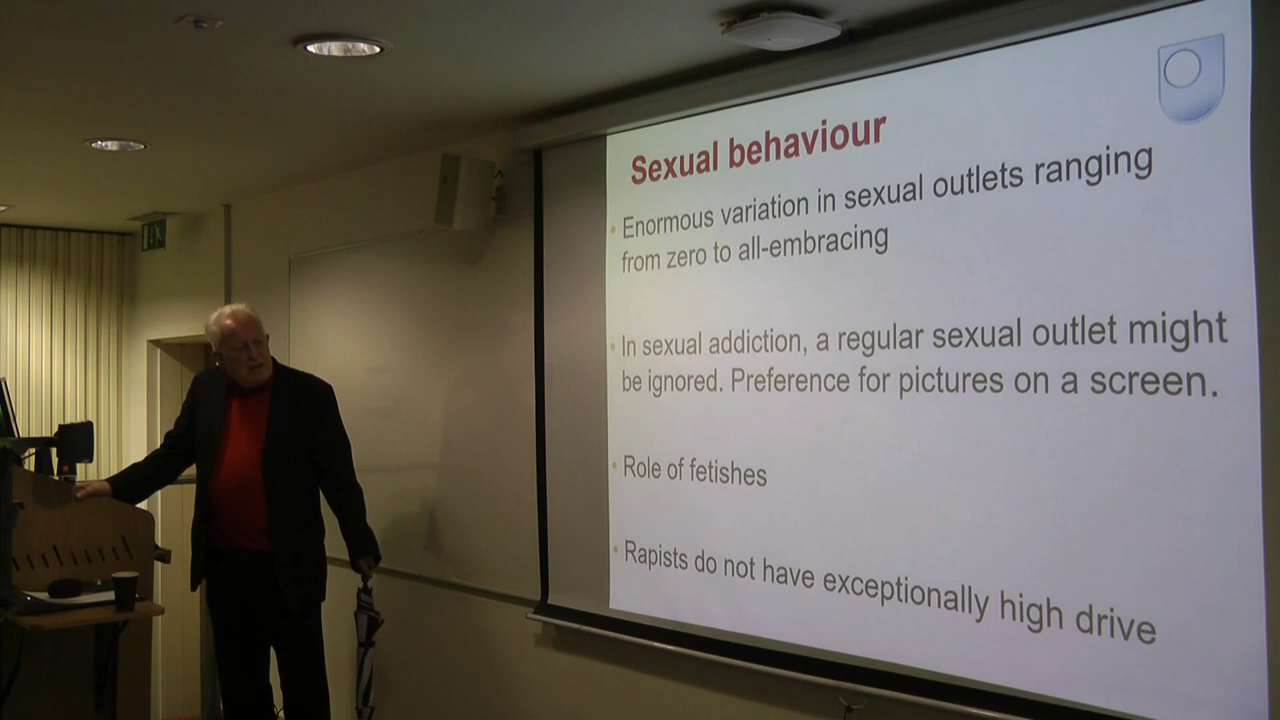 Sexual behaviour
• Enormous variation in sexual outlets ranging
from zero to all-embracing
• In sexual addiction, a regular sexual outlet might
be ignored. Preference for pictures on a screen.
• Role of fetishes
• Rapists do not have exceptionally high drive